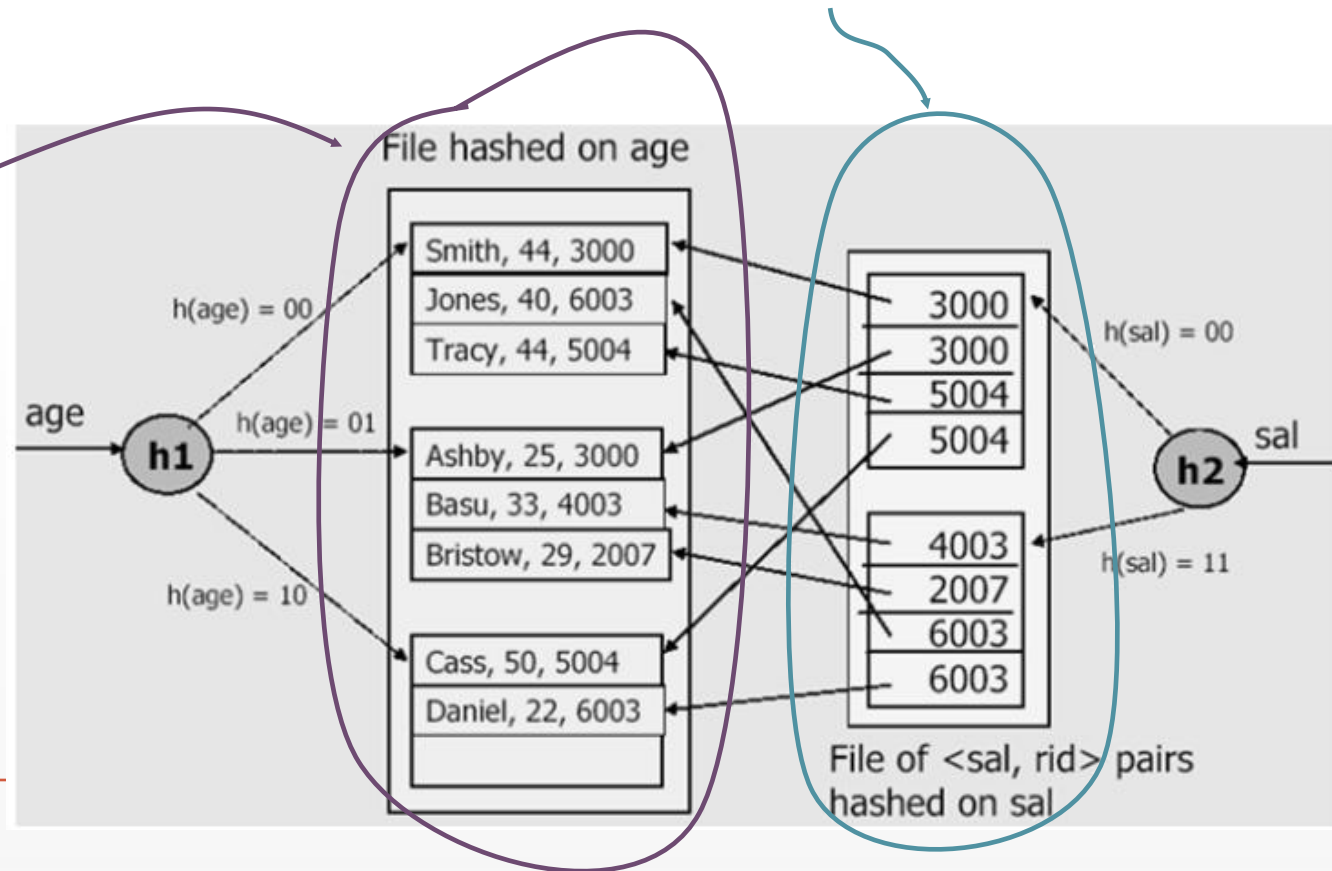 File hashed on age
Smith, 44, 3000
Jones, 40, 6003
Tracy, 44, 5004
Ashby, 25, 3000
Basu, 33, 4003
Bristow, 29, 2007
Cass, 50, 5004
Daniel, 22, 6003
age
h1
h(age) = 00
h(age) = 01
h(age) = 10
3000
3000
5004
5004
4003
2007
6003
6003
h(sal) = 00
sal
h2
h(sal) = 11
File of <sal, rid> pairs
hashed on sal